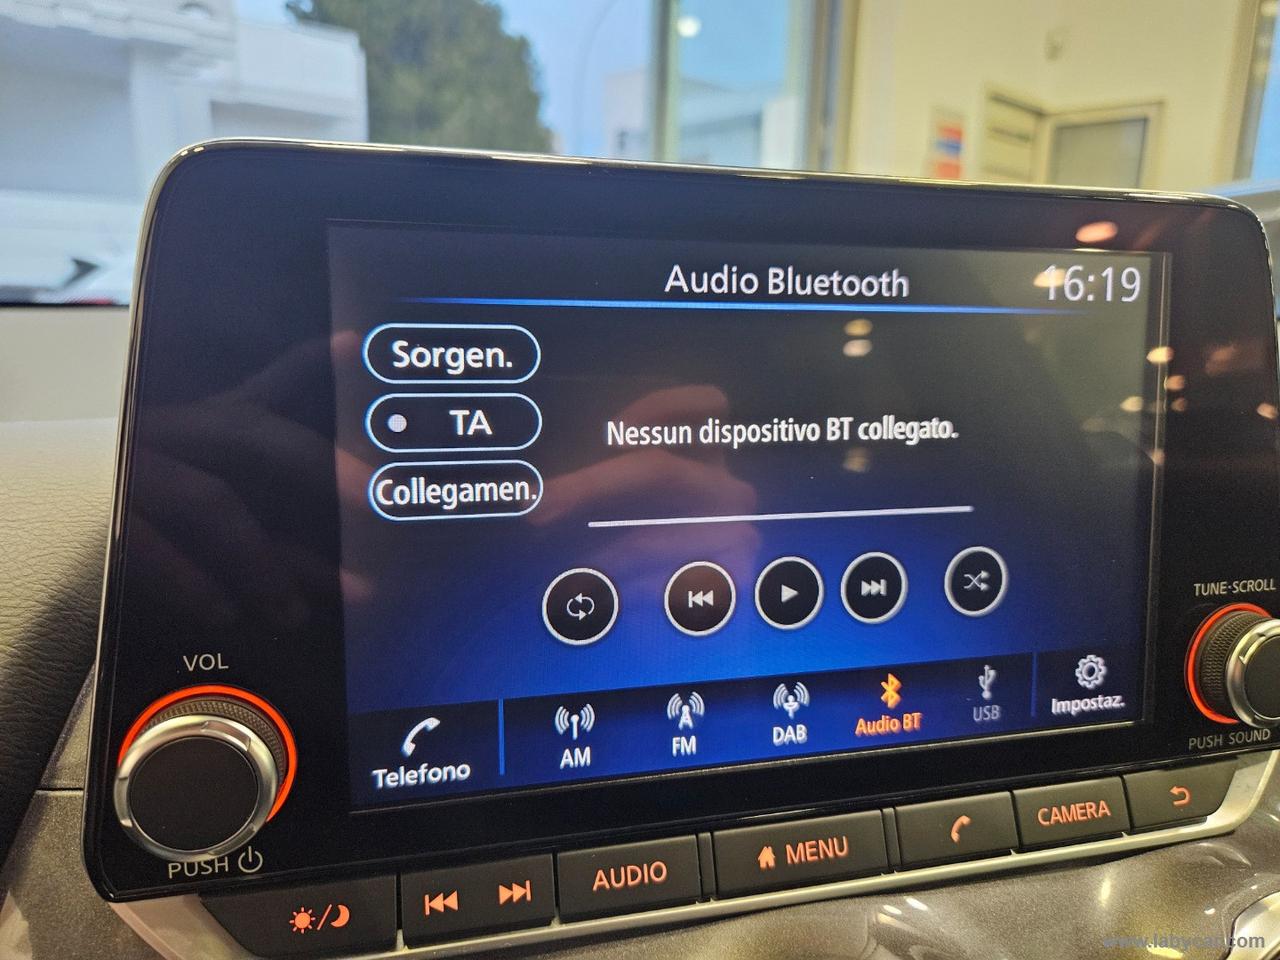 Audio Bluetooth
16:19
Sorgen.
TA
Nessun dispositivo BT collegato.
Collegamen.
TUNE·SCROLL
VOL
Telefono
AM
FM
DAB
Audio BT
USB
Impostaz.
PUSH SOUND
PUSH
AUDIO
MENU
CAMERA
www.labycar.com